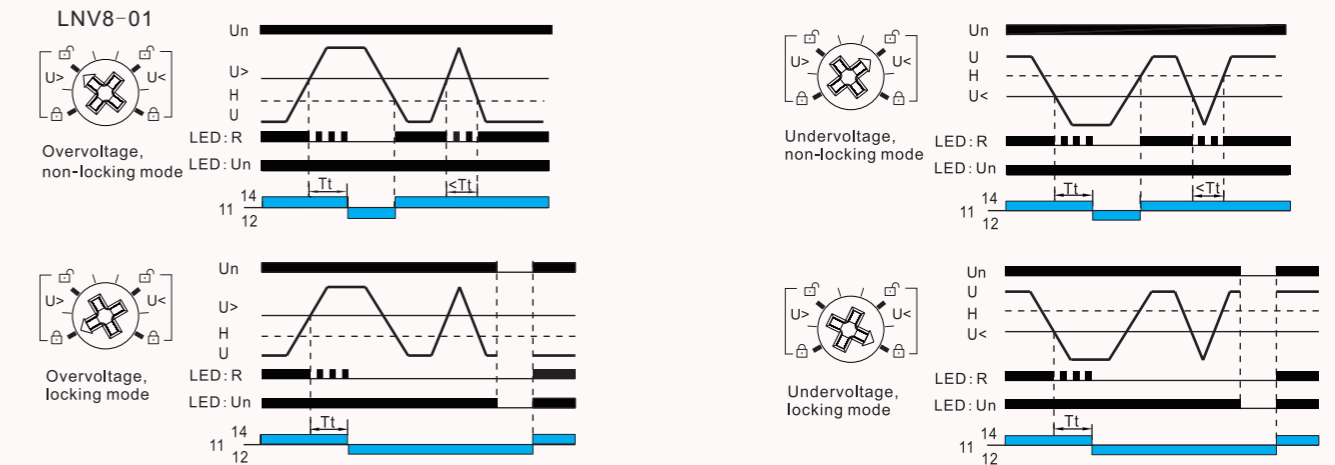 LNV8-01
U>
U<
Overvoltage,
non-locking mode
Un
U>
H
U
LED: R
LED: Un
Tt
<Tt
14
11
12
U>
U<
Undervoltage,
non-locking mode
Un
U
H
U<
LED: R
LED: Un
Tt
<Tt
14
11
12
U>
U<
Overvoltage,
locking mode
Un
U>
H
U
LED: R
LED: Un
Tt
14
11
12
U>
U<
Undervoltage,
locking mode
Un
U
H
U<
LED: R
LED: Un
Tt
14
11
12